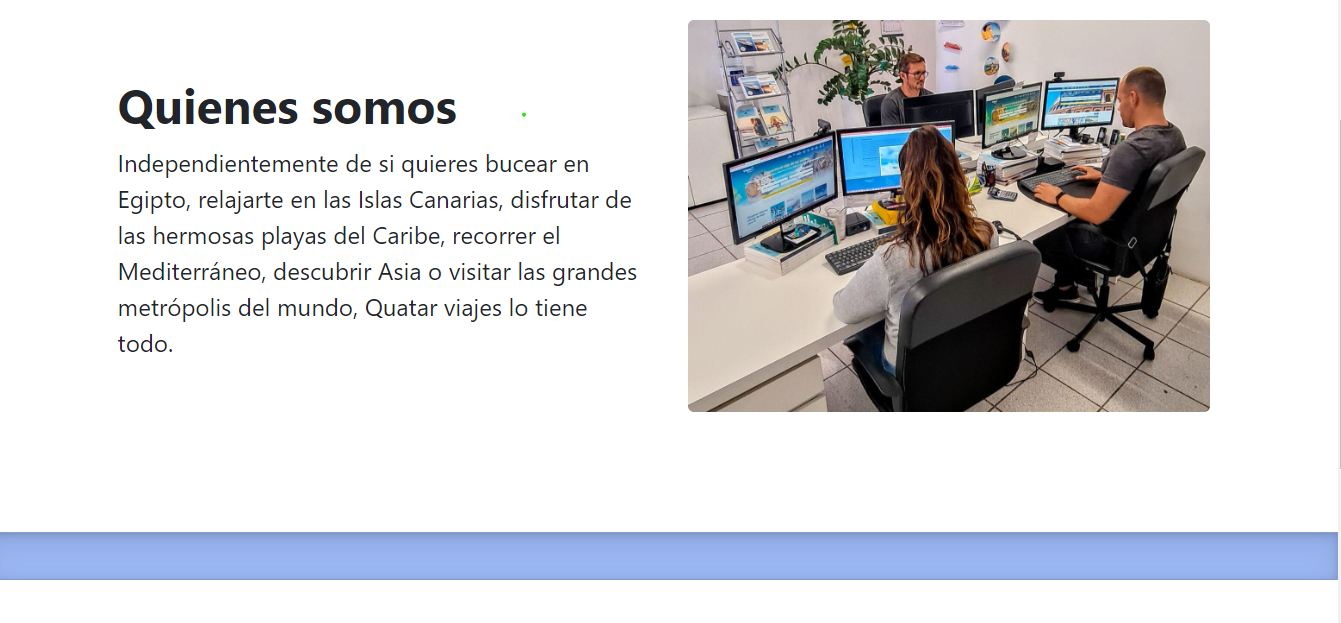 Quienes somos
Independientemente de si quieres bucear en
Egipto, relajarte en las Islas Canarias, disfrutar de
las hermosas playas del Caribe, recorrer el
Mediterráneo, descubrir Asia o visitar las grandes
metrópolis del mundo, Quatar viajes lo tiene
todo.